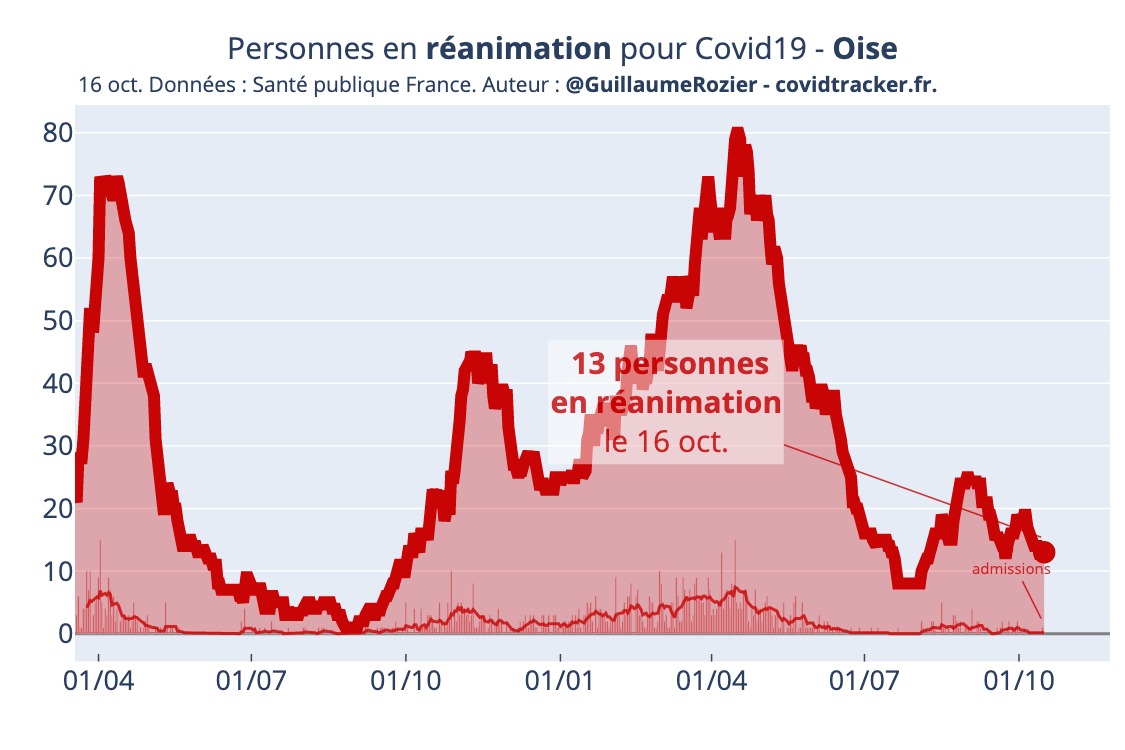 Personnes en réanimation pour Covid19 - Oise
16 oct. Données : Santé publique France. Auteur : @GuillaumeRozier - covidtracker.fr.
80
70
60
50
40
30
20
10
0
13 personnes
en réanimation
le 16 oct.
admissions
01/04
01/07
01/10
01/01
01/04
01/07
01/10